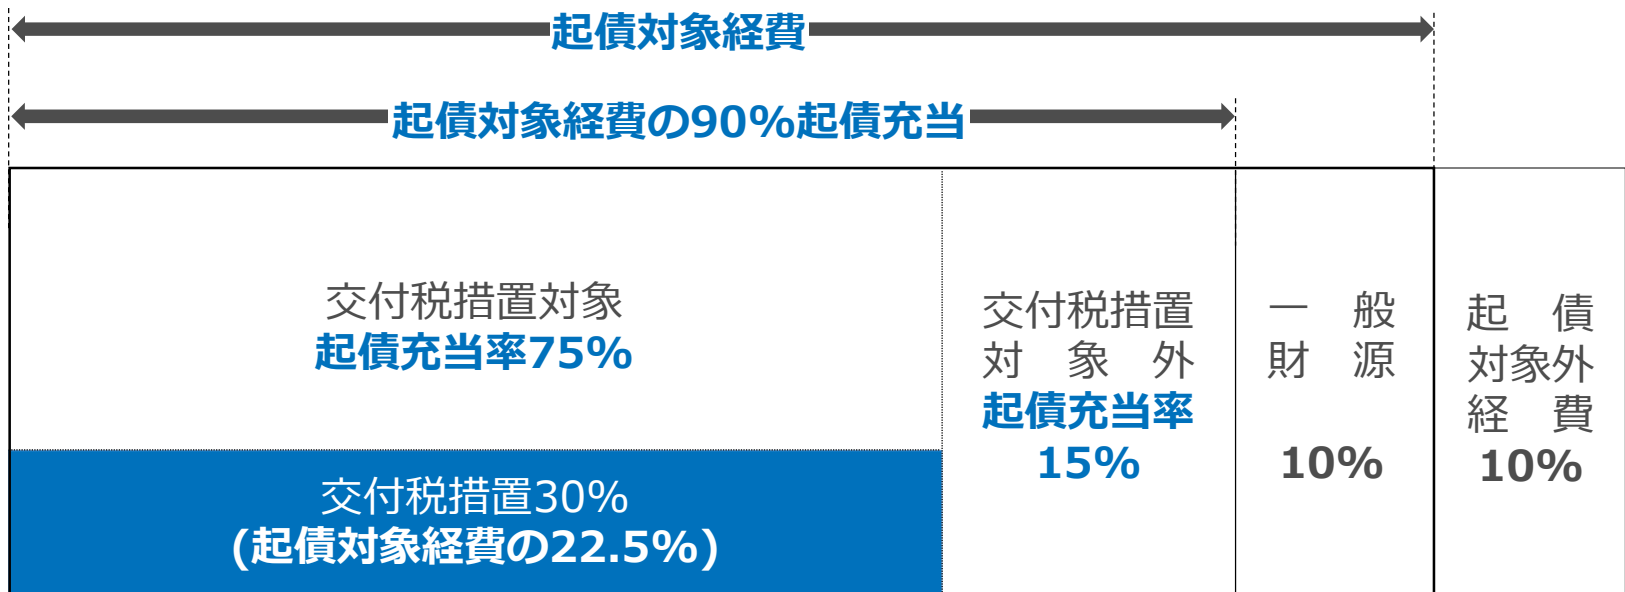 起債対象経費
起債対象経費の90%起債充当
交付税措置対象
起債充当率75%
交付税措置30%
(起債対象経費の22.5%)
交付税措置
対　象　外
起債充当率
15%
一　般
財　源
10%
起　債
対象外
経　費
10%